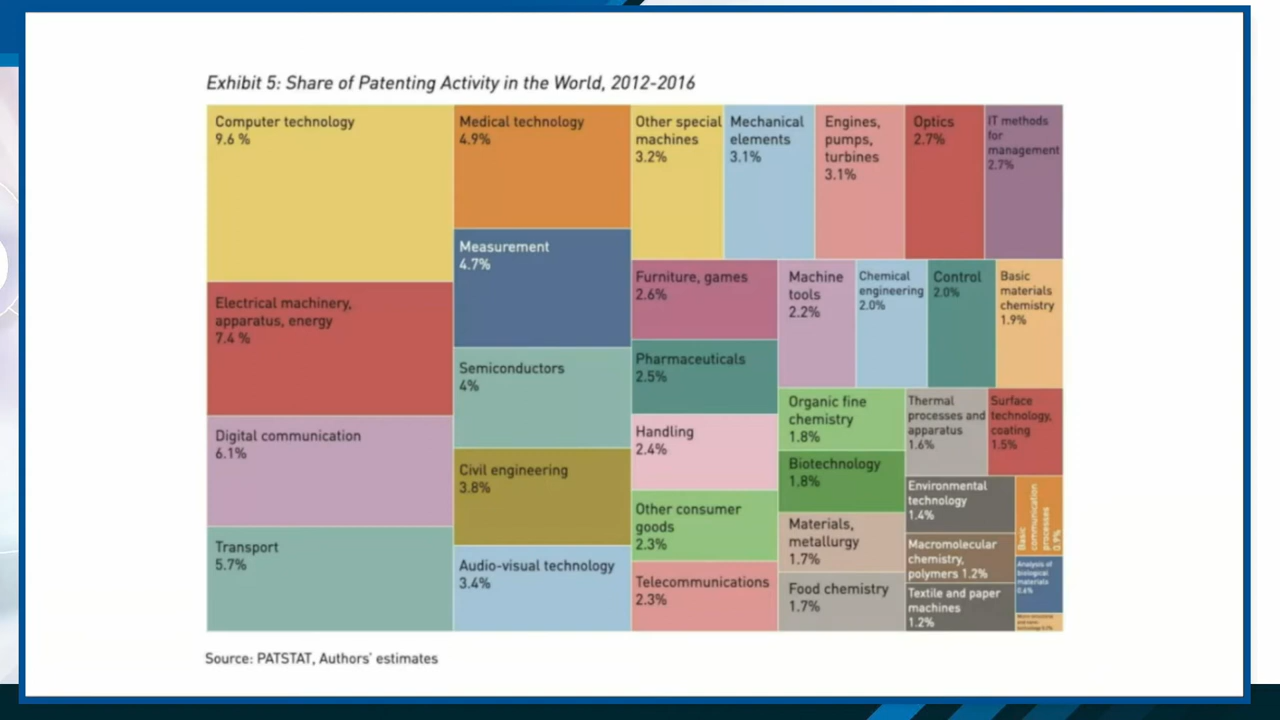 Exhibit 5: Share of Patenting Activity in the World, 2012-2016
Computer technology
9.6 %
Electrical machinery,
apparatus, energy
7.4 %
Digital communication
6.1%
Transport
5.7%
Medical technology
4.9%
Measurement
4.7%
Semiconductors
4%
Civil engineering
3.8%
Audio-visual technology
3.4%
Other special
machines
3.2%
Mechanical
elements
3.1%
Engines,
pumps,
turbines
3.1%
Optics
2.7%
IT methods
for
management
2.7%
Furniture, games
2.6%
Pharmaceuticals
2.5%
Handling
2.4%
Other consumer
goods
2.3%
Telecommunications
2.3%
Machine
tools
2.2%
Chemical
engineering
2.0%
Control
2.0%
Basic
materials
chemistry
1.9%
Organic fine
chemistry
1.8%
Biotechnology
1.8%
Materials,
metallurgy
1.7%
Food chemistry
1.7%
Thermal
processes and
apparatus
1.6%
Surface
technology,
coating
1.5%
Environmental
technology
1.4%
Macromolecular
chemistry,
polymers 1.2%
Textile and paper
machines
1.2%
Basic
communication
processes
0.9%
Analysis of
biological
materials
0.6%
Source: PATSTAT, Authors' estimates